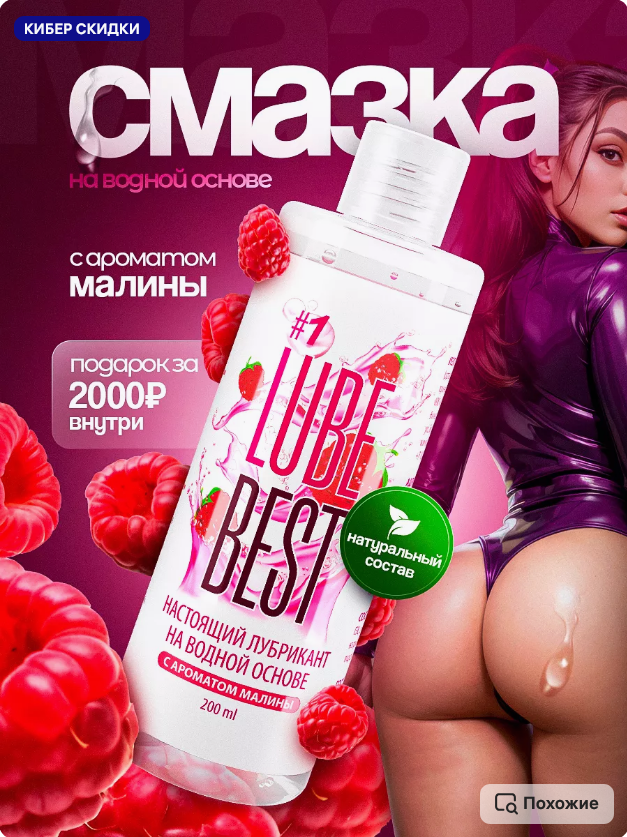 КИБЕР СКИДКИ
смазка
на водной основе
с ароматом
малины
подарок за
2000₽
внутри
#1
LUBE
BEST
натуральный
состав
НАСТОЯЩИЙ ЛУБРИКАНТ
НА ВОДНОЙ ОСНОВЕ
С АРОМАТОМ МАЛИНЫ
200 ml
Похожие